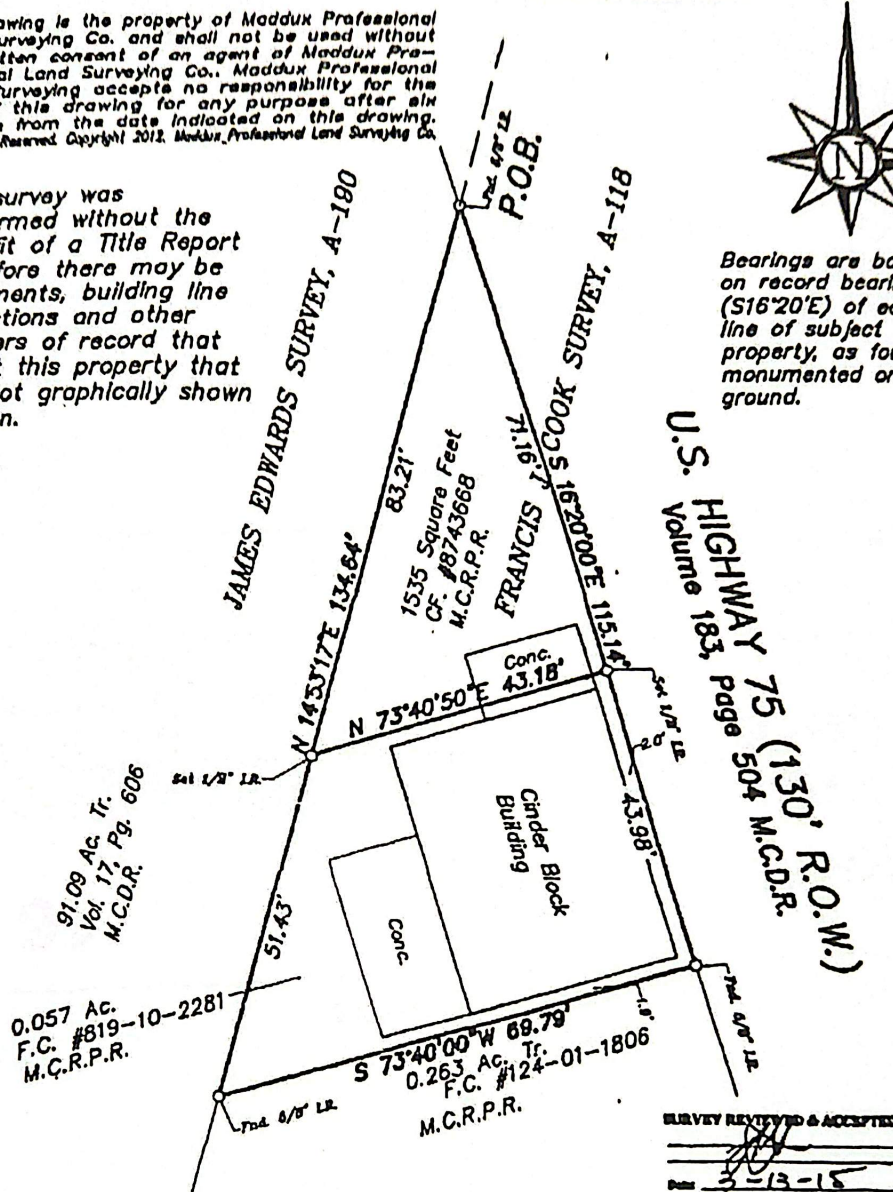 awing is the property of Maddux Professional
urveying Co. and shall not be used without
tten consent of an agent of Maddux Pro-
al Land Surveying Co.. Maddux Professional
urveying accepts no responsibility for the
this drawing for any purpose after six
from the date indicated on this drawing.
Reserved. Copyright 2012. Maddux Professional Land Surveying Co.
survey was
rmed without the
it of a Title Report
fore there may be
ments, building line
ctions and other
ers of record that
t this property that
ot graphically shown
n.
N
Bearings are ba
on record beari
(S16°20'E) of ea
line of subject
property, as fou
monumented on
ground.
Fnd. 5/8" I.R.
P.O.B.
JAMES EDWARDS SURVEY, A-190
FRANCIS J. COOK SURVEY, A-118
U.S. HIGHWAY 75 (130' R.O.W.)
Volume 183, Page 504 M.C.D.R.
83.21'
N 14°53'17"E 134.64'
71.16'
S 16°20'00"E 115.14'
1535 Square Feet
CF. #8743668
M.C.R.P.R.
Conc.
N 73°40'50"E 43.18'
Set 1/2" I.R.
Set 1/2" I.R.
20'
43.98'
Cinder Block
Building
Conc.
51.43'
91.09 Ac. Tr.
Vol. 17, Pg. 606
M.C.D.R.
0.057 Ac.
F.C. #819-10-2281
M.C.R.P.R.
S 73°40'00"W 69.79'
0.263 Ac. Tr.
F.C. #124-01-1806
M.C.R.P.R.
Fnd. 5/8" I.R.
Fnd. 5/8" I.R.
SURVEY REVIEWED & ACCEPTED
Date 3-13-15